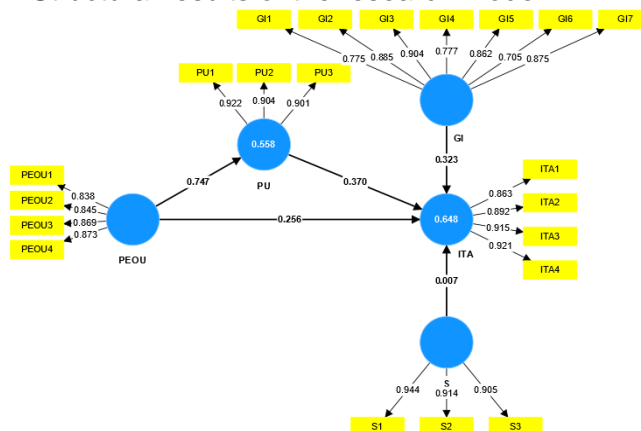 GI1 GI2 GI3 GI4 GI5 GI6 GI7
0.775 0.885 0.904 0.777 0.862 0.705 0.875
GI
PU1 PU2 PU3
0.922 0.904 0.901
0.558
PU
0.323
0.747
0.370
PEOU1
PEOU2
PEOU3
PEOU4
0.838
0.845
0.869
0.873
PEOU
0.256
0.648
ITA
0.863
0.892
0.915
0.921
ITA1
ITA2
ITA3
ITA4
0.007
S
0.944 0.914 0.905
S1 S2 S3